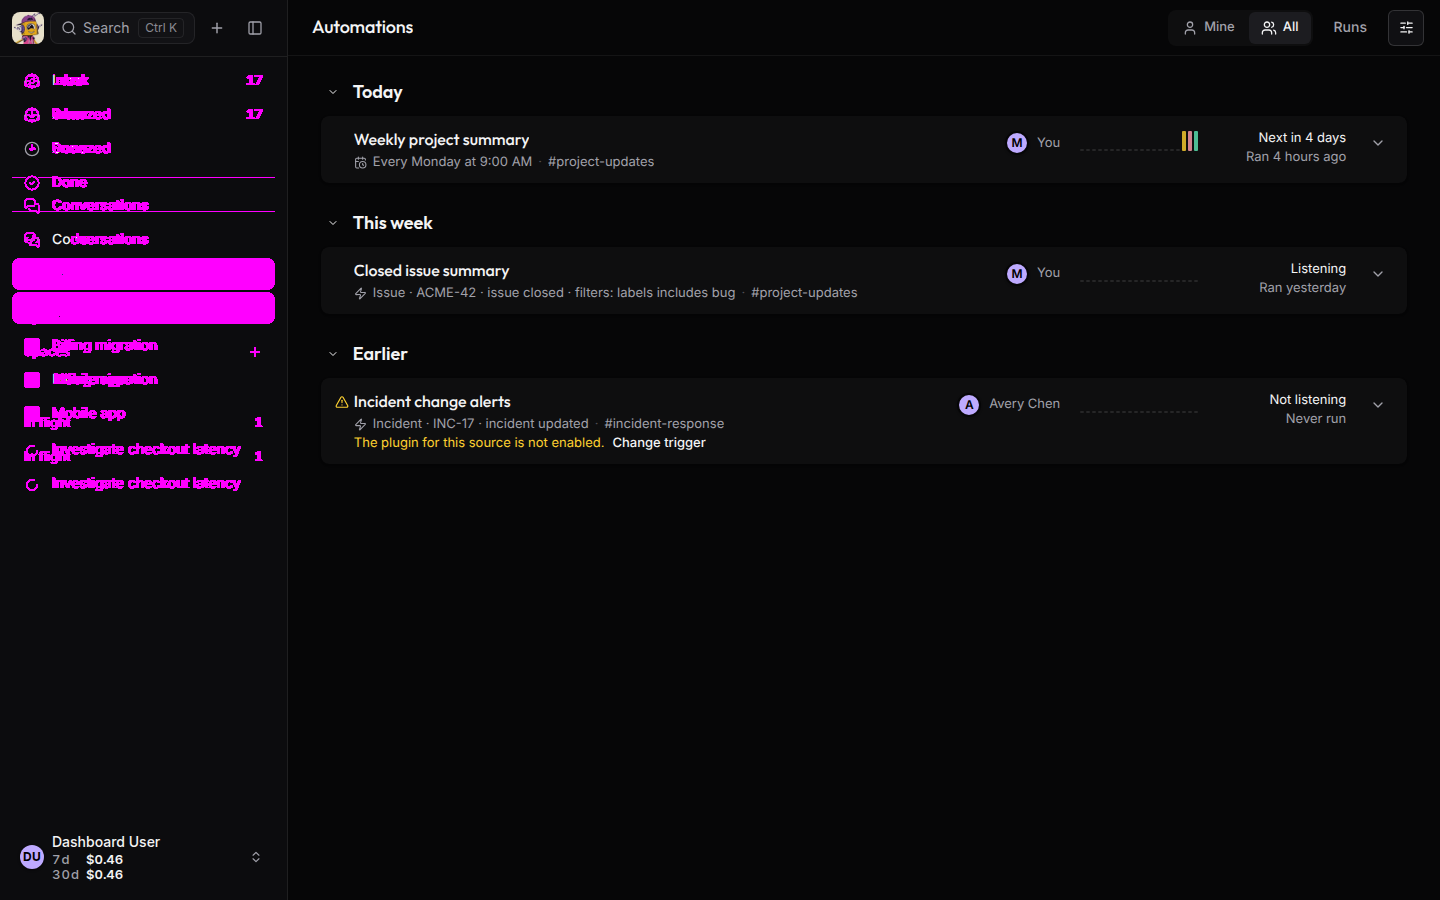 Search Ctrl K
Automations
Mine All Runs
17
17
Done
Conversations
Billing migration
Mobile app
In flight 1
Investigate checkout latency
In flight 1
Investigate checkout latency
Dashboard User
DU
7d $0.46
30d $0.46
Today
Weekly project summary
Every Monday at 9:00 AM · #project-updates
M You
Next in 4 days
Ran 4 hours ago
This week
Closed issue summary
Issue · ACME-42 · issue closed · filters: labels includes bug · #project-updates
M You
Listening
Ran yesterday
Earlier
Incident change alerts
Incident · INC-17 · incident updated · #incident-response
The plugin for this source is not enabled. Change trigger
A Avery Chen
Not listening
Never run